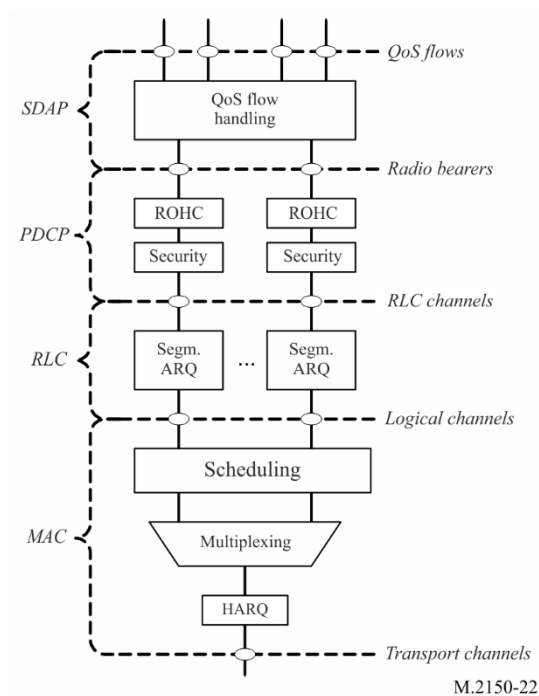 QoS flows
SDAP
QoS flow
handling
Radio bearers
ROHC
ROHC
PDCP
Security
Security
RLC channels
RLC
Segm.
ARQ
...
Segm.
ARQ
Logical channels
Scheduling
MAC
Multiplexing
HARQ
Transport channels
M.2150-22